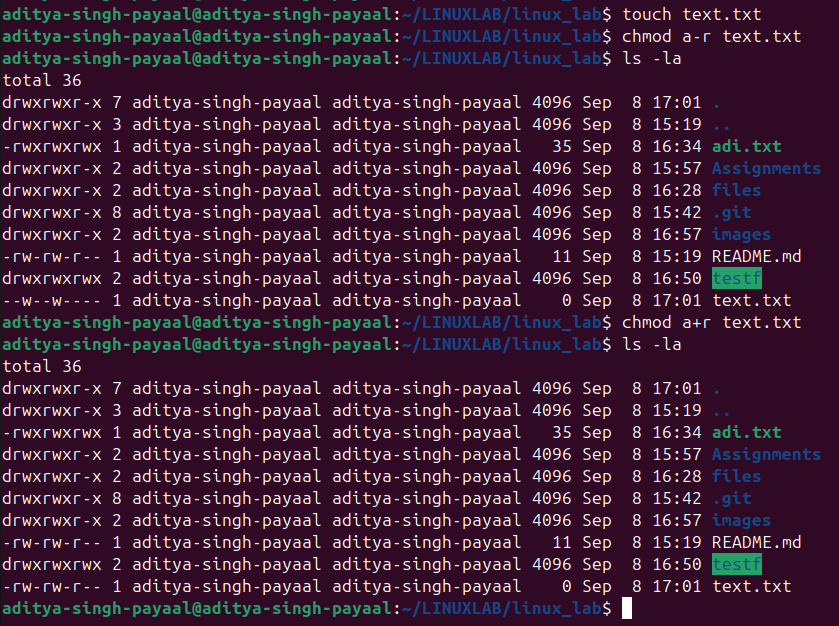 aditya-singh-payaal@aditya-singh-payaal:~/LINUXLAB/linux_lab$ touch text.txt
aditya-singh-payaal@aditya-singh-payaal:~/LINUXLAB/linux_lab$ chmod a-r text.txt
aditya-singh-payaal@aditya-singh-payaal:~/LINUXLAB/linux_lab$ ls -la
total 36
drwxrwxr-x 7 aditya-singh-payaal aditya-singh-payaal 4096 Sep  8 17:01 .
drwxrwxr-x 3 aditya-singh-payaal aditya-singh-payaal 4096 Sep  8 15:19 ..
-rwxrwxrwx 1 aditya-singh-payaal aditya-singh-payaal   35 Sep  8 16:34 adi.txt
drwxrwxr-x 2 aditya-singh-payaal aditya-singh-payaal 4096 Sep  8 15:57 Assignments
drwxrwxr-x 2 aditya-singh-payaal aditya-singh-payaal 4096 Sep  8 16:28 files
drwxrwxr-x 8 aditya-singh-payaal aditya-singh-payaal 4096 Sep  8 15:42 .git
drwxrwxr-x 2 aditya-singh-payaal aditya-singh-payaal 4096 Sep  8 16:57 images
-rw-rw-r-- 1 aditya-singh-payaal aditya-singh-payaal   11 Sep  8 15:19 README.md
drwxrwxrwx 2 aditya-singh-payaal aditya-singh-payaal 4096 Sep  8 16:50 testf
--w--w---- 1 aditya-singh-payaal aditya-singh-payaal    0 Sep  8 17:01 text.txt
aditya-singh-payaal@aditya-singh-payaal:~/LINUXLAB/linux_lab$ chmod a+r text.txt
aditya-singh-payaal@aditya-singh-payaal:~/LINUXLAB/linux_lab$ ls -la
total 36
drwxrwxr-x 7 aditya-singh-payaal aditya-singh-payaal 4096 Sep  8 17:01 .
drwxrwxr-x 3 aditya-singh-payaal aditya-singh-payaal 4096 Sep  8 15:19 ..
-rwxrwxrwx 1 aditya-singh-payaal aditya-singh-payaal   35 Sep  8 16:34 adi.txt
drwxrwxr-x 2 aditya-singh-payaal aditya-singh-payaal 4096 Sep  8 15:57 Assignments
drwxrwxr-x 2 aditya-singh-payaal aditya-singh-payaal 4096 Sep  8 16:28 files
drwxrwxr-x 8 aditya-singh-payaal aditya-singh-payaal 4096 Sep  8 15:42 .git
drwxrwxr-x 2 aditya-singh-payaal aditya-singh-payaal 4096 Sep  8 16:57 images
-rw-rw-r-- 1 aditya-singh-payaal aditya-singh-payaal   11 Sep  8 15:19 README.md
drwxrwxrwx 2 aditya-singh-payaal aditya-singh-payaal 4096 Sep  8 16:50 testf
-rw-rw-r-- 1 aditya-singh-payaal aditya-singh-payaal    0 Sep  8 17:01 text.txt
aditya-singh-payaal@aditya-singh-payaal:~/LINUXLAB/linux_lab$